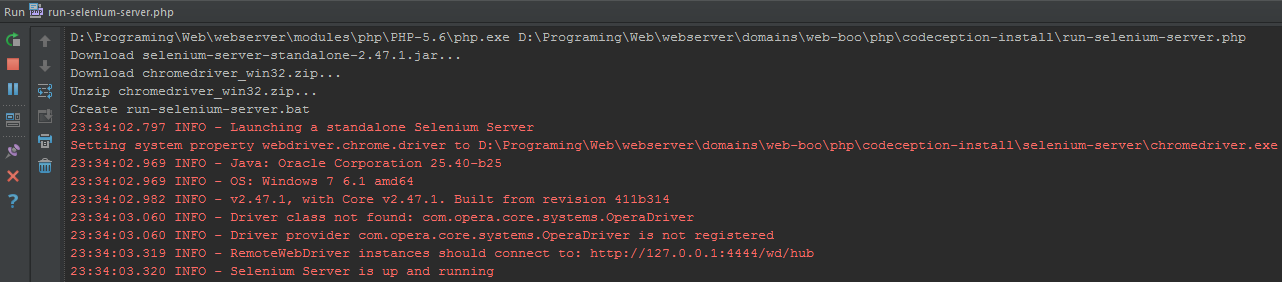 Run run-selenium-server.php
D:\Programing\Web\webserver\modules\php\PHP-5.6\php.exe D:\Programing\Web\webserver\domains\web-boo\php\codeception-install\run-selenium-server.php
Download selenium-server-standalone-2.47.1.jar...
Download chromedriver_win32.zip...
Unzip chromedriver_win32.zip...
Create run-selenium-server.bat
23:34:02.797 INFO - Launching a standalone Selenium Server
Setting system property webdriver.chrome.driver to D:\Programing\Web\webserver\domains\web-boo\php\codeception-install\selenium-server\chromedriver.exe
23:34:02.969 INFO - Java: Oracle Corporation 25.40-b25
23:34:02.969 INFO - OS: Windows 7 6.1 amd64
23:34:02.982 INFO - v2.47.1, with Core v2.47.1. Built from revision 411b314
23:34:03.060 INFO - Driver class not found: com.opera.core.systems.OperaDriver
23:34:03.060 INFO - Driver provider com.opera.core.systems.OperaDriver is not registered
23:34:03.319 INFO - RemoteWebDriver instances should connect to: http://127.0.0.1:4444/wd/hub
23:34:03.320 INFO - Selenium Server is up and running